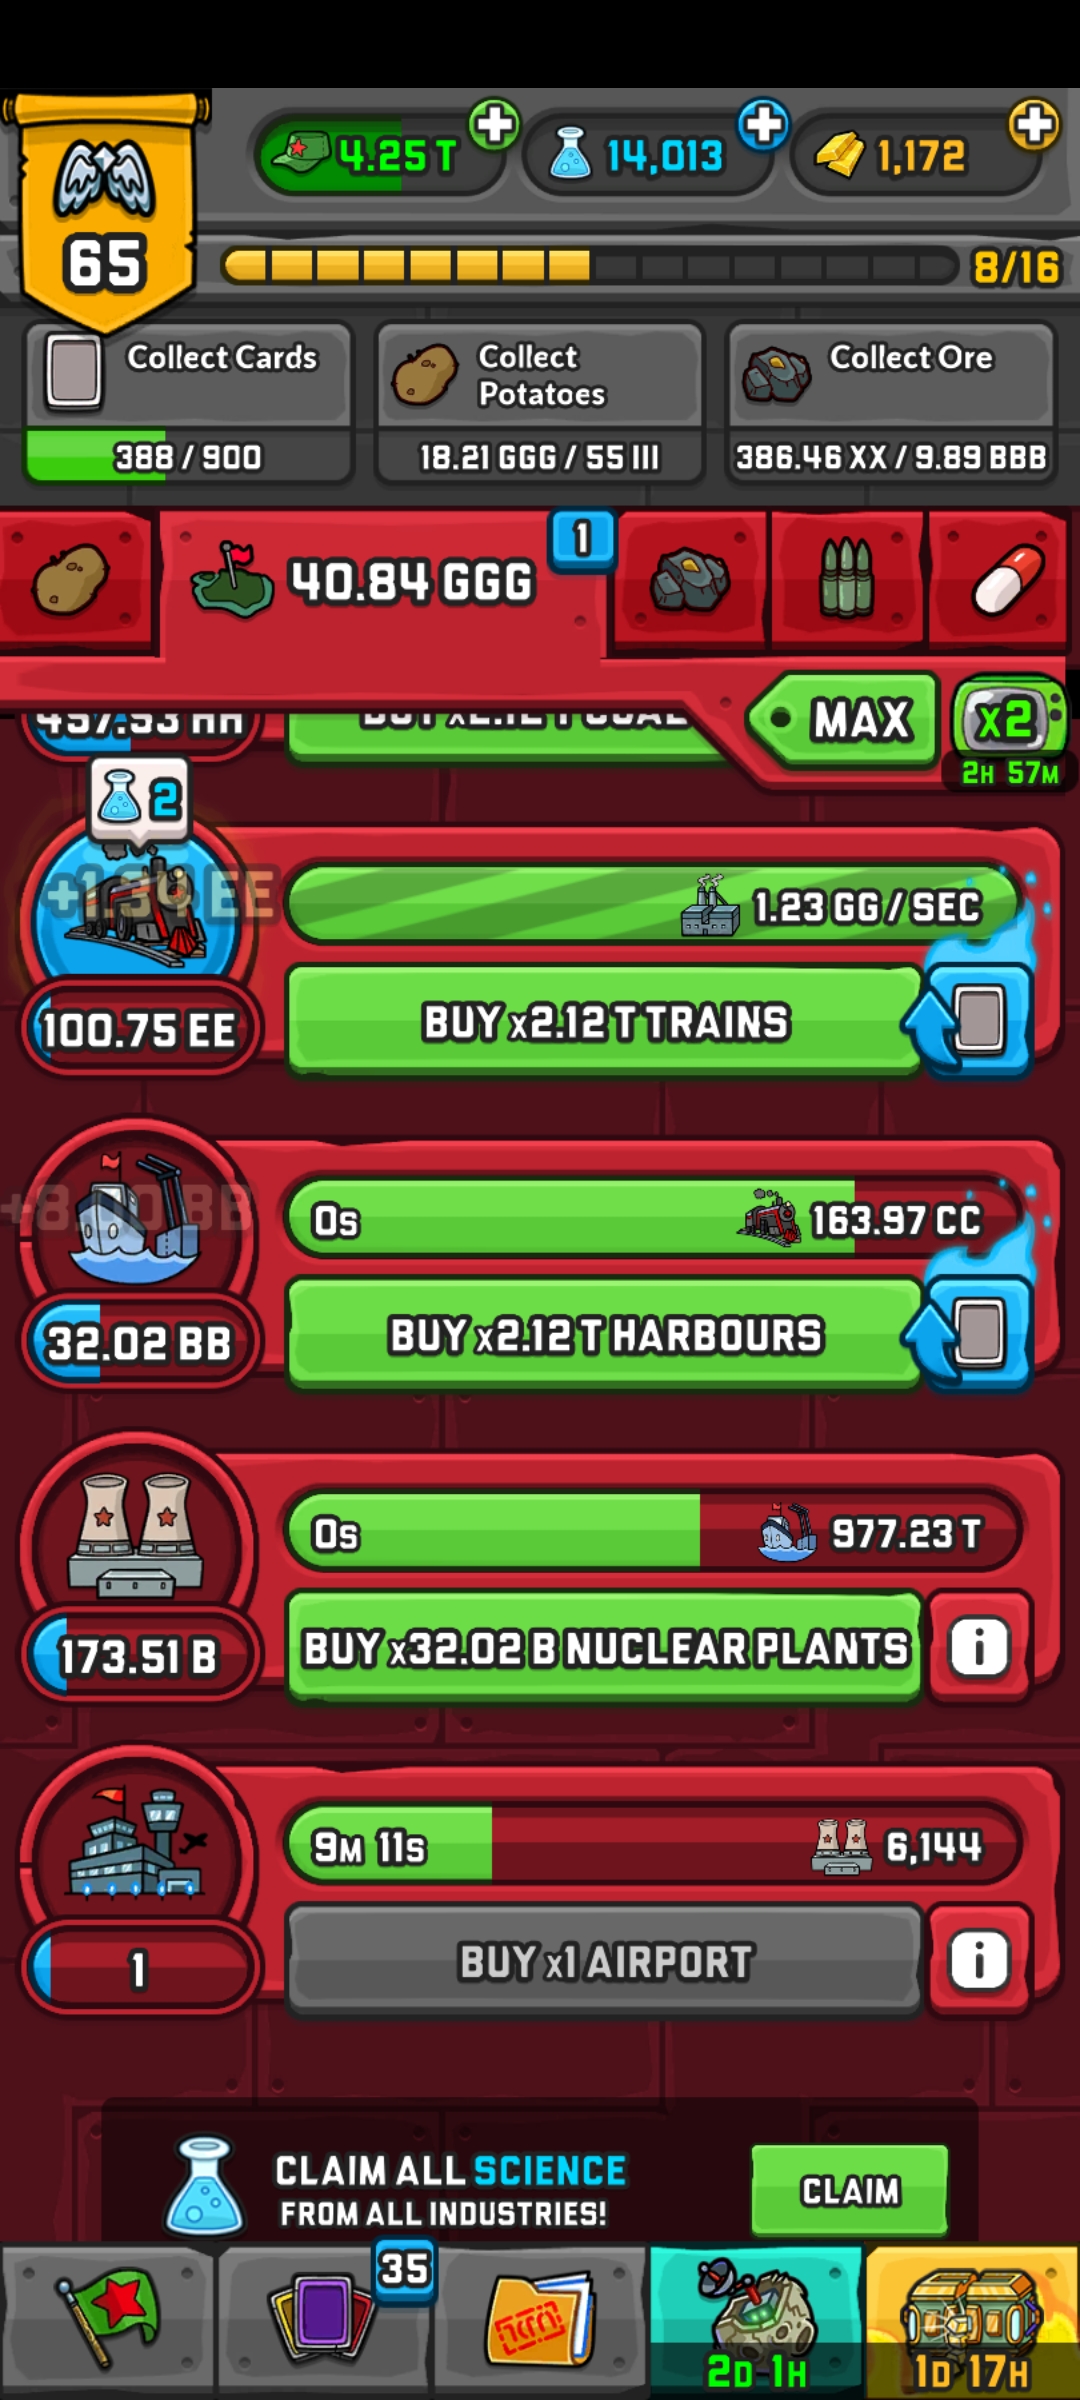 65
4.25 T
14,013
1,172
8/16
Collect Cards
388 / 900
Collect
Potatoes
18.21 GGG / 55 III
Collect Ore
386.46 XX / 9.89 BBB
40.84 GGG
1
MAX
x2
2H 57M
2
1.23 GG / SEC
100.75 EE
BUY x2.12 T TRAINS
0s
163.97 CC
32.02 BB
BUY x2.12 T HARBOURS
0s
977.23 T
173.51 B
BUY x32.02 B NUCLEAR PLANTS
i
9M 11s
6,144
1
BUY x1 AIRPORT
i
CLAIM ALL SCIENCE
FROM ALL INDUSTRIES!
CLAIM
35
2D 1H
1D 17H